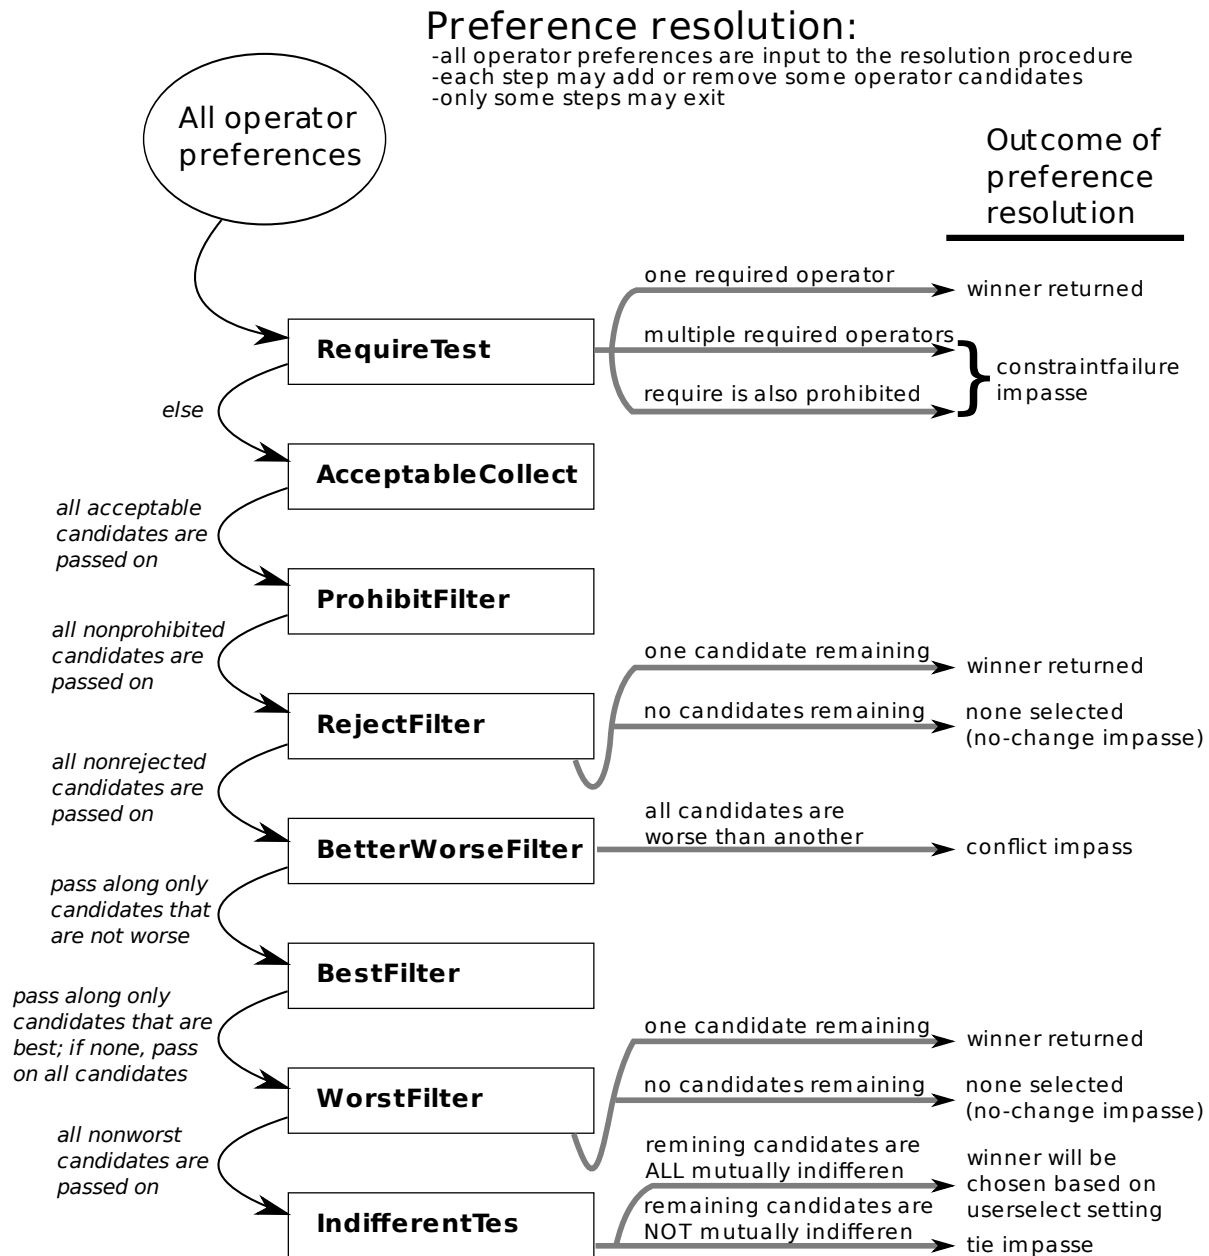 Preference resolution:
-all operator preferences are input to the resolution procedure
-each step may add or remove some operator candidates
-only some steps may exit
All operator
preferences
Outcome of
preference
resolution
one required operator
winner returned
RequireTest
multiple required operators
require is also prohibited
}
constraintfailure
impasse
else
AcceptableCollect
all acceptable
candidates are
passed on
ProhibitFilter
all nonprohibited
candidates are
passed on
RejectFilter
one candidate remaining
winner returned
no candidates remaining
none selected
(no-change impasse)
all nonrejected
candidates are
passed on
BetterWorseFilter
all candidates are
worse than another
conflict impass
pass along only
candidates that
are not worse
BestFilter
pass along only
candidates that are
best; if none, pass
on all candidates
WorstFilter
one candidate remaining
winner returned
no candidates remaining
none selected
(no-change impasse)
all nonworst
candidates are
passed on
IndifferentTes
remining candidates are
ALL mutually indifferen
winner will be
chosen based on
userselect setting
remaining candidates are
NOT mutually indifferen
tie impasse